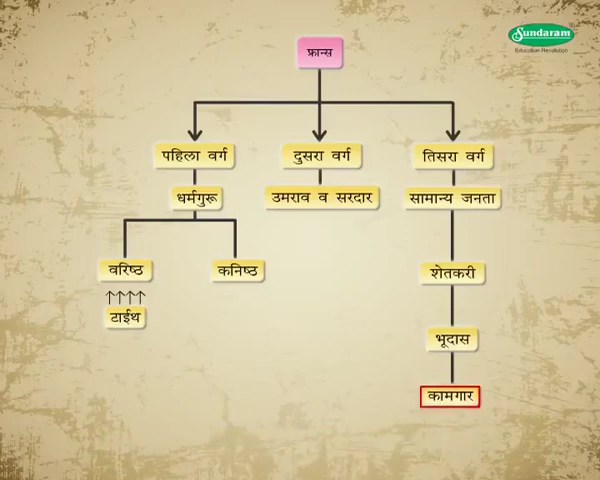 Sundaram
Education Revolution
फ्रान्स
पहिला वर्ग
दुसरा वर्ग
तिसरा वर्ग
धर्मगुरू
उमराव व सरदार
सामान्य जनता
वरिष्ठ
कनिष्ठ
शेतकरी
टाईथ
भूदास
कामगार